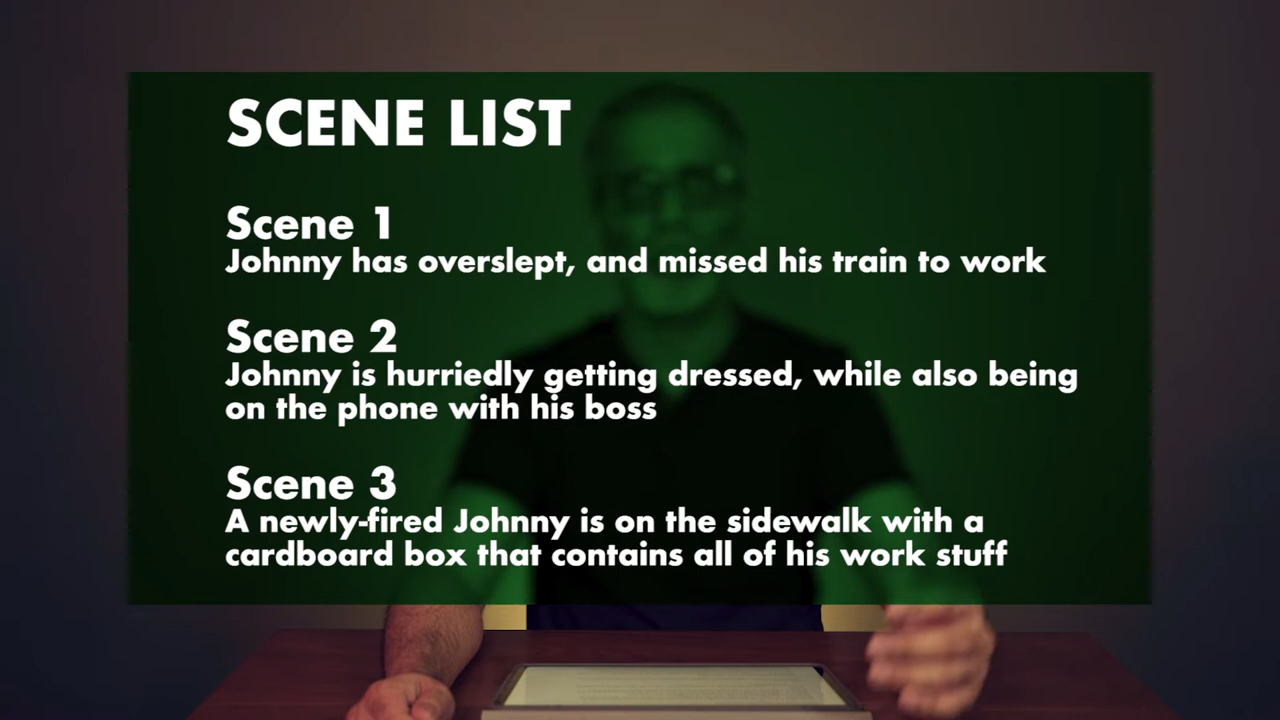 SCENE LIST
Scene 1
Johnny has overslept, and missed his train to work
Scene 2
Johnny is hurriedly getting dressed, while also being
on the phone with his boss
Scene 3
A newly-fired Johnny is on the sidewalk with a
cardboard box that contains all of his work stuff